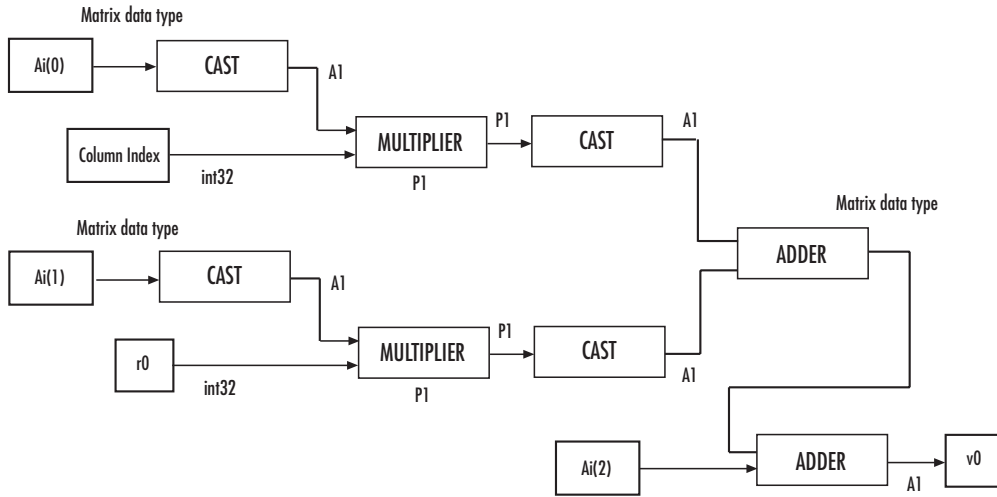 Matrix data type
Ai(0)
CAST
A1
P1
A1
Column Index
MULTIPLIER
CAST
int32
P1
Matrix data type
Matrix data type
Ai(1)
CAST
A1
ADDER
P1
r0
MULTIPLIER
CAST
int32
P1
A1
Ai(2)
ADDER
v0
A1